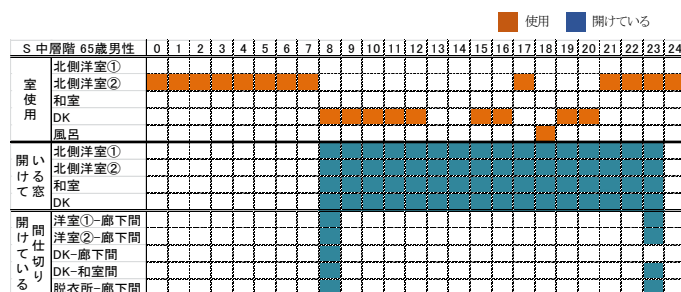 使用 開けている
S 中層階 65歳男性 0 1 2 3 4 5 6 7 8 9 10 11 12 13 14 15 16 17 18 19 20 21 22 23 24
室使用
北側洋室①
北側洋室②
和室
DK
風呂
開けている窓
北側洋室①
北側洋室②
和室
DK
開けている間仕切り
洋室①-廊下間
洋室②-廊下間
DK-廊下間
DK-和室間
脱衣所-廊下間